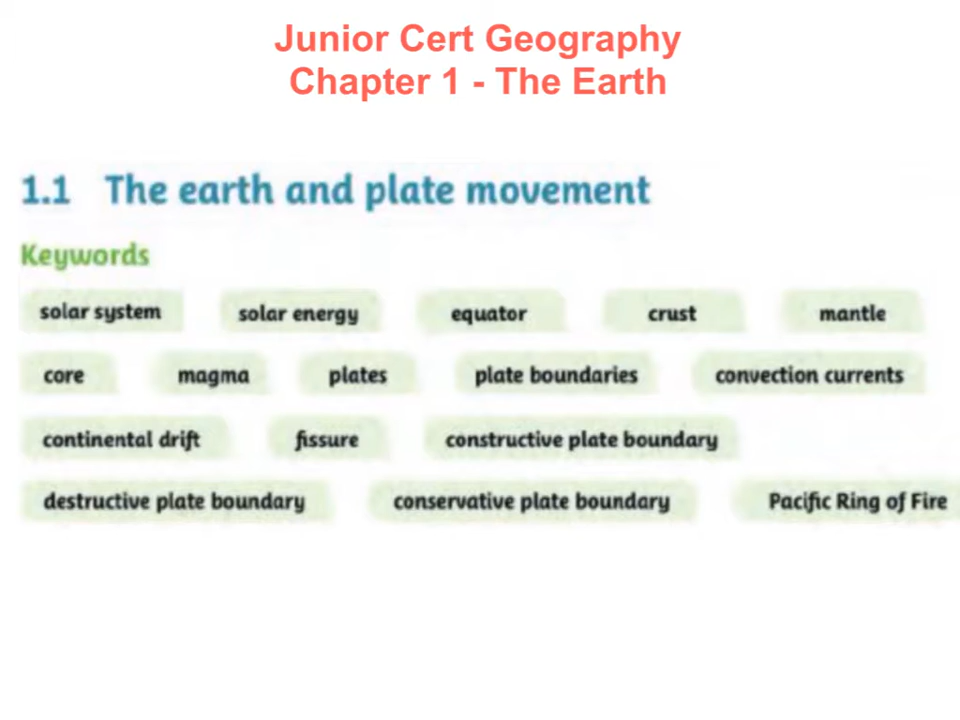 Junior Cert Geography
Chapter 1 - The Earth
1.1 The earth and plate movement
Keywords
solar system solar energy equator crust mantle
core magma plates plate boundaries convection currents
continental drift fissure constructive plate boundary
destructive plate boundary conservative plate boundary Pacific Ring of Fire